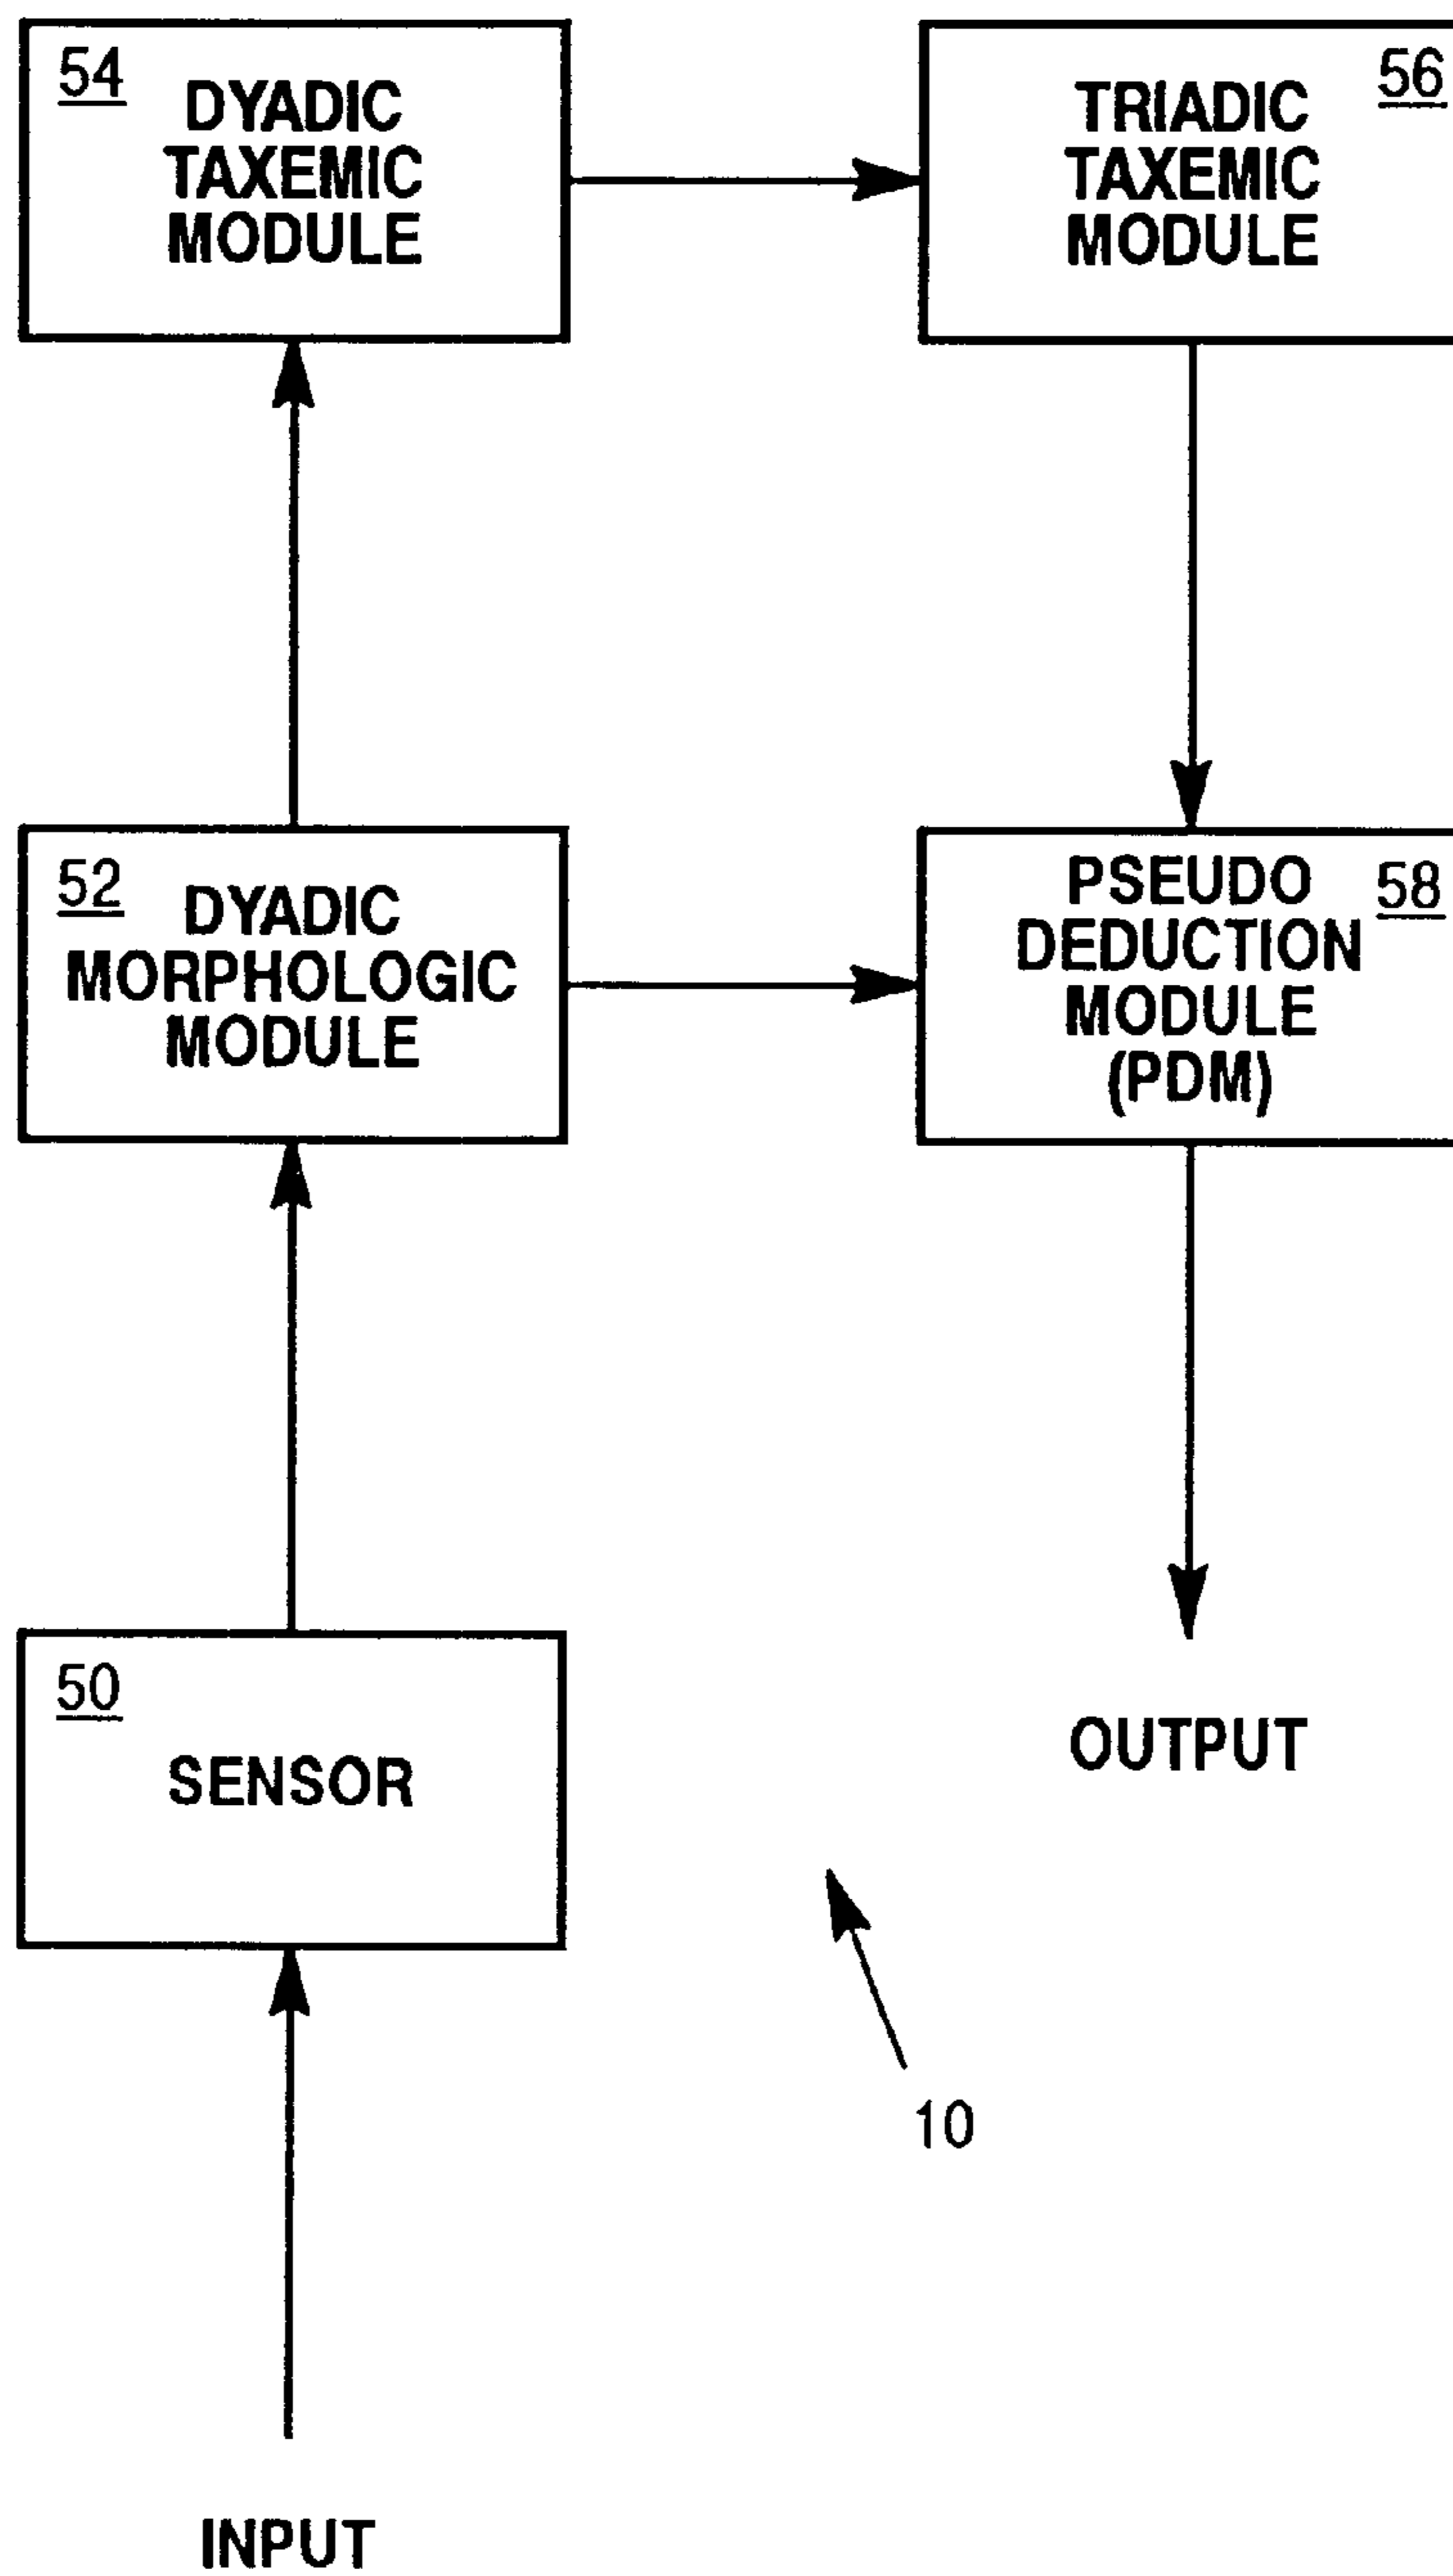 54
DYADIC
TAXEMIC
MODULE
56
TRIADIC
TAXEMIC
MODULE
52
DYADIC
MORPHOLOGIC
MODULE
58
PSEUDO
DEDUCTION
MODULE
(PDM)
50
SENSOR
OUTPUT
10
INPUT